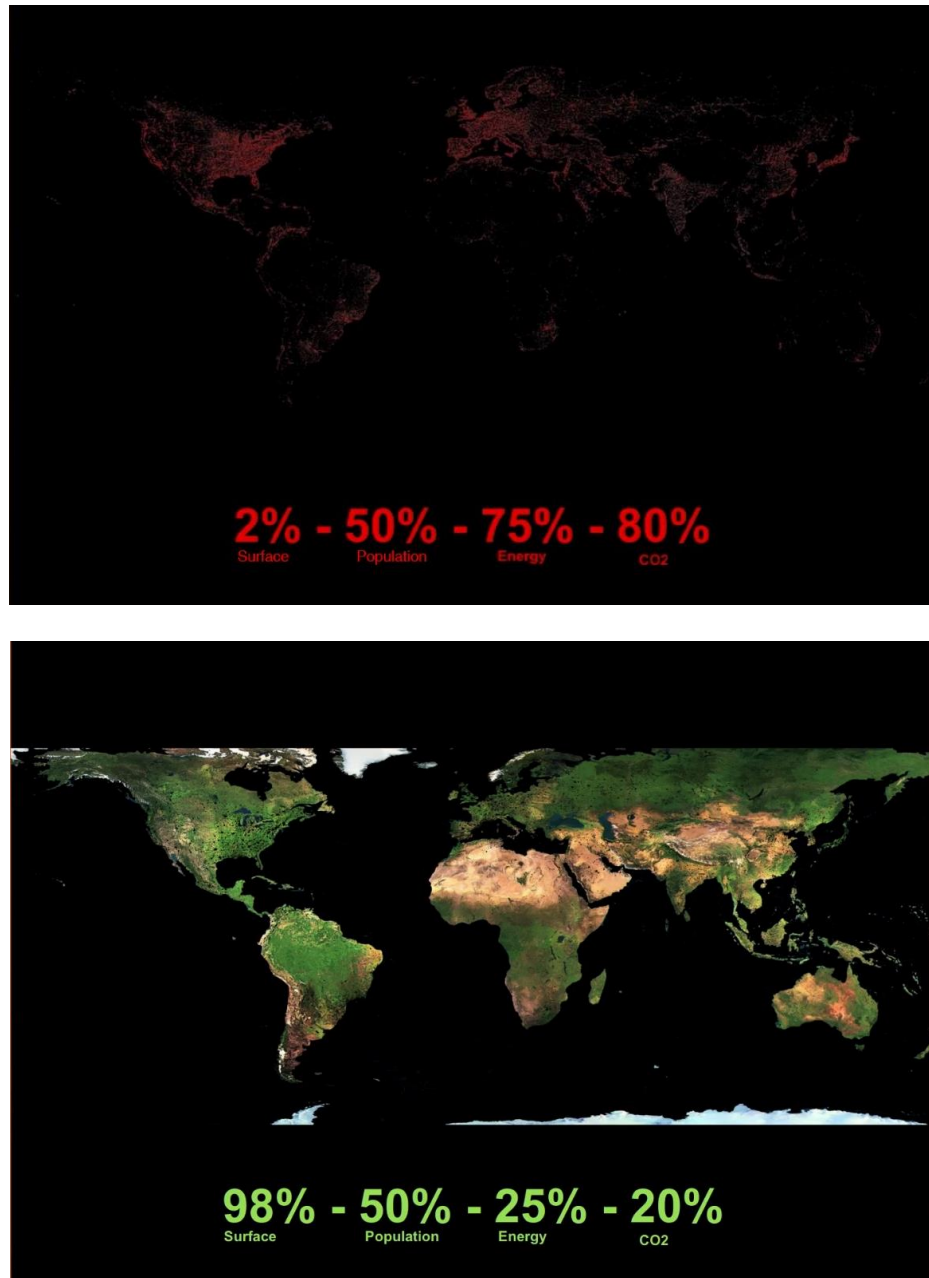 2% - 50% - 75% - 80%
Surface Population Energy CO2
98% - 50% - 25% - 20%
Surface Population Energy CO2